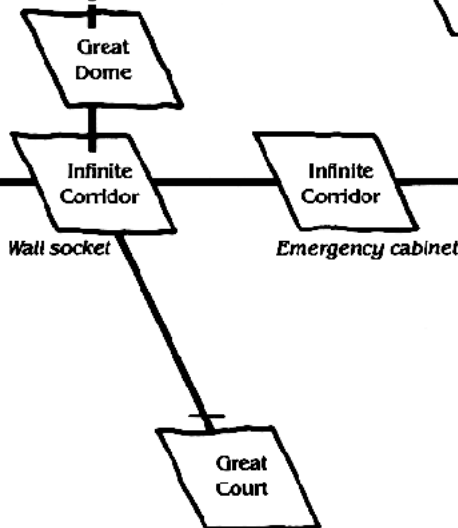 Great
Dome
Infinite
Corridor
Infinite
Corridor
Wall socket
Emergency cabinet
Great
Court